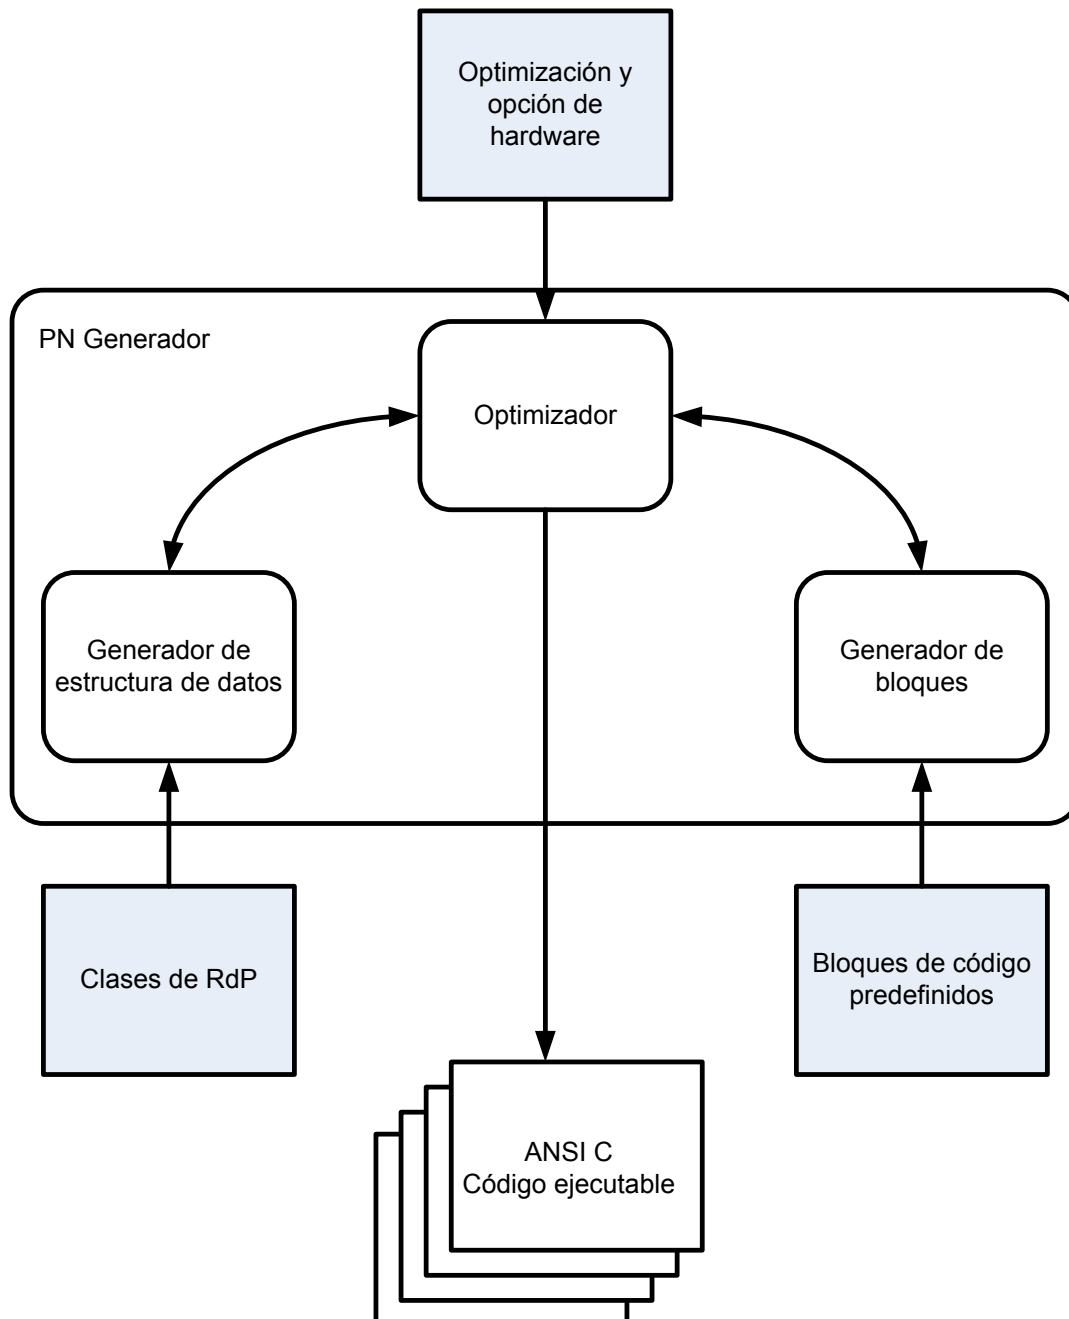 Optimización y
opción de
hardware
PN Generador
Optimizador
Generador de
estructura de datos
Generador de
bloques
Clases de RdP
Bloques de código
predefinidos
ANSI C
Código ejecutable